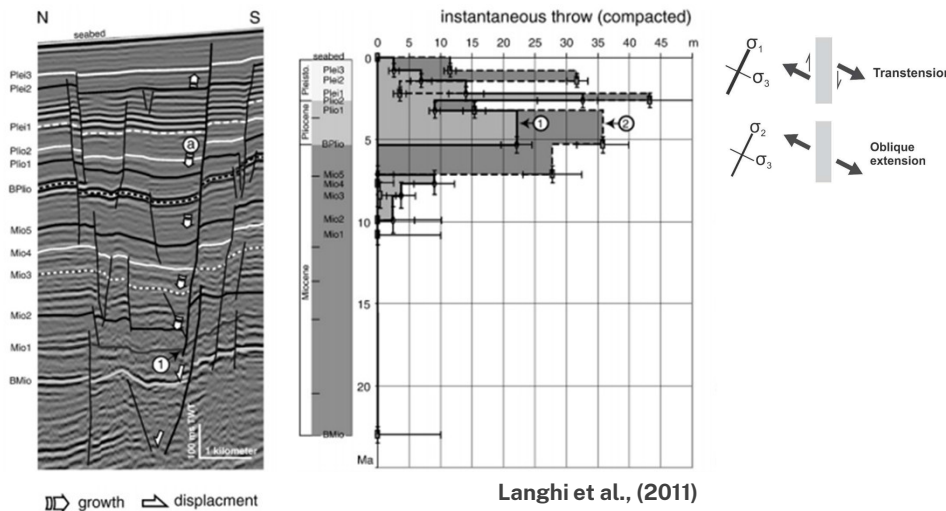 N S
seabed
Plei3
Plei2
Plei1
Plio2
Plio1
BPlio
Mio5
Mio4
Mio3
Mio2
Mio1
BMio
a
1
100 ms TWT
1 kilometer
growth displacment
instantaneous throw (compacted)
0 5 10 15 20 25 30 35 40 45 m
seabed
Plei3
Plei2
Plei1
Plio2
Plio1
BPlio
Mio5
Mio4
Mio3
Mio2
Mio1
BMio
Pleisto.
Pliocene
Miocene
0
5
10
15
20
Ma
1
2
Langhi et al., (2011)
σ1
σ3
Transtension
σ2
σ3
Oblique
extension